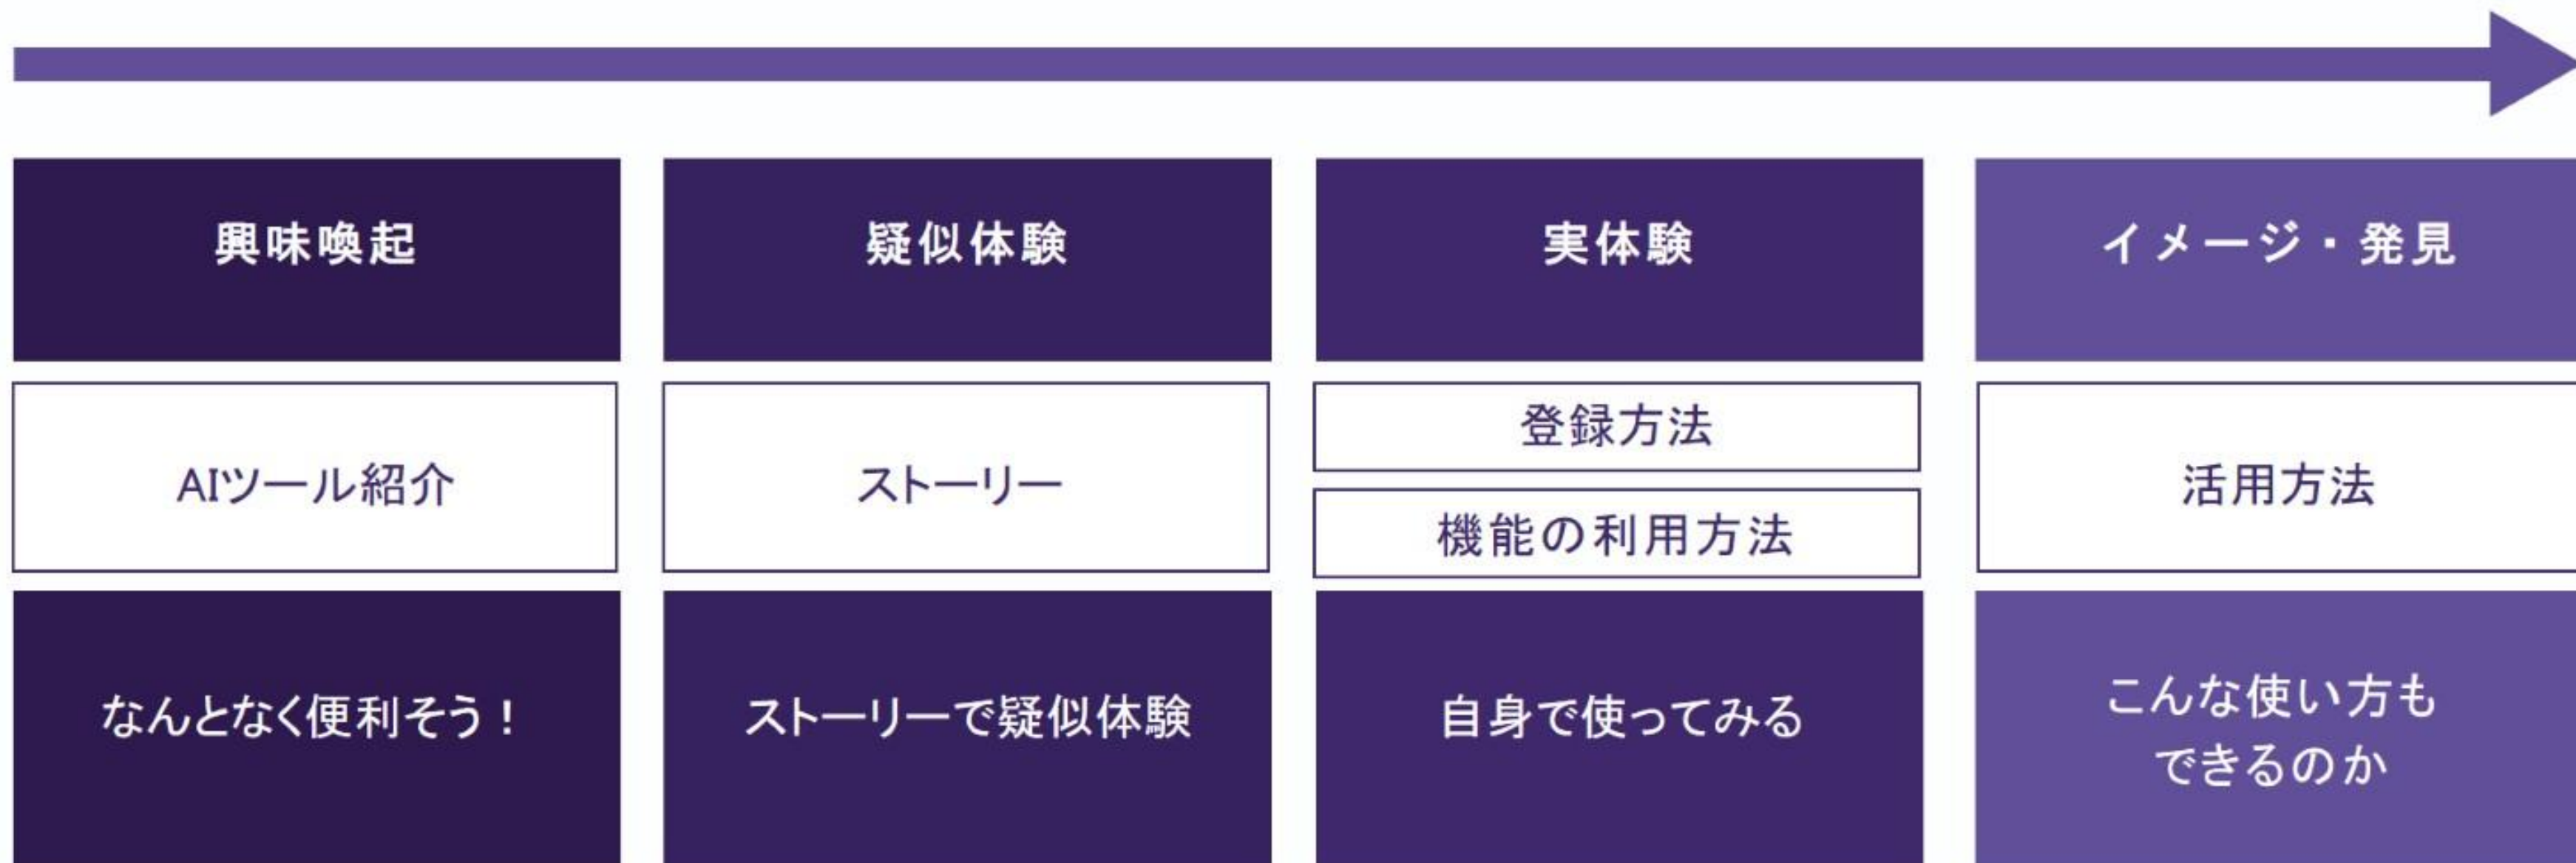 興味喚起
疑似体験
実体験
イメージ・発見
AIツール紹介
ストーリー
登録方法
機能の利用方法
活用方法
なんとなく便利そう！
ストーリーで疑似体験
自身で使ってみる
こんな使い方も
できるのか